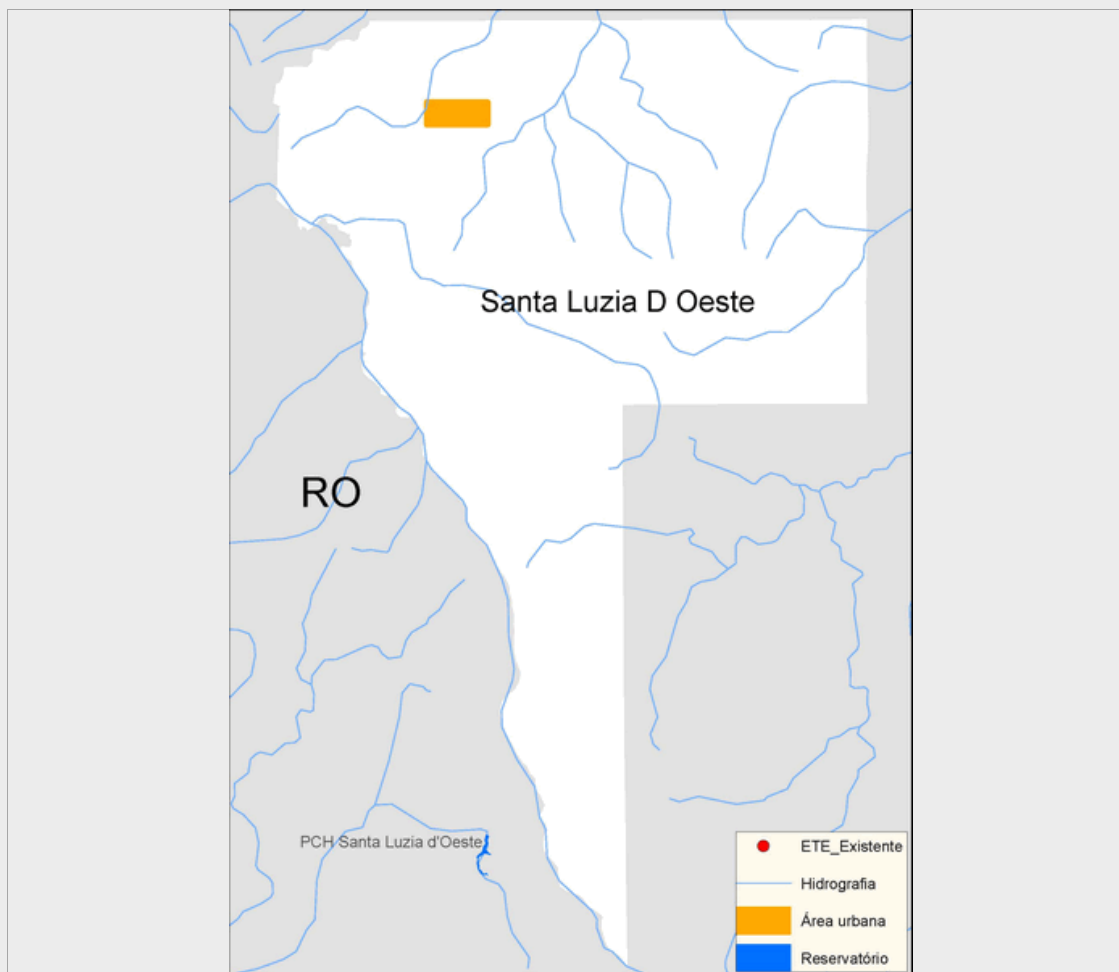 Santa Luzia D Oeste
RO
PCH Santa Luzia d'Oeste
ETE_Existente
Hidrografia
Área urbana
Reservatório